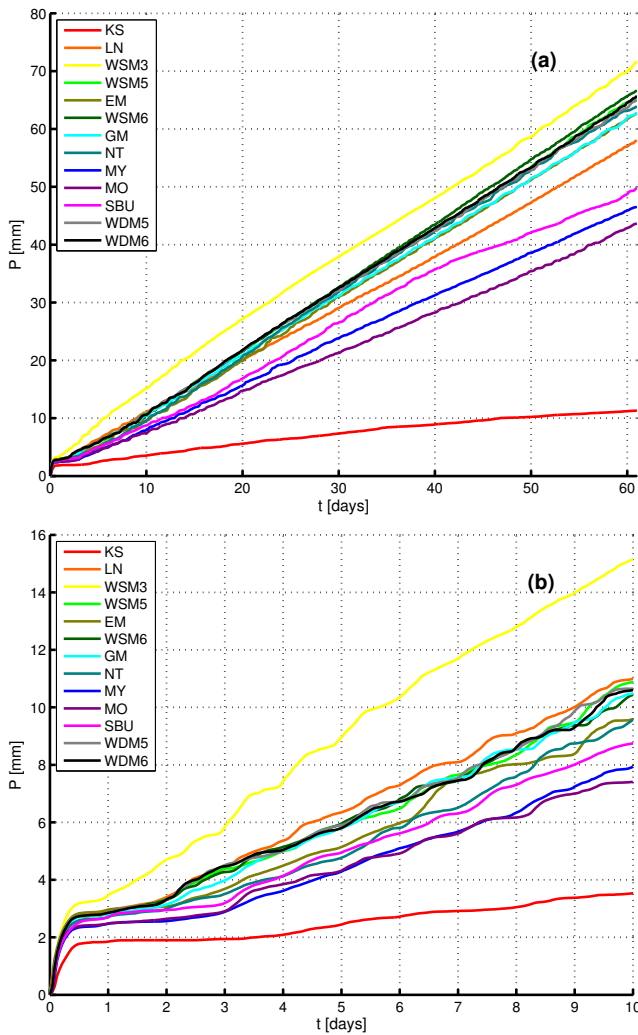 80
70
60
50
40
30
20
10
0
P [mm]
KS
LN
WSM3
WSM5
EM
WSM6
GM
NT
MY
MO
SBU
WDM5
WDM6
(a)
0 10 20 30 40 50 60
t [days]
16
14
12
10
8
6
4
2
0
P [mm]
KS
LN
WSM3
WSM5
EM
WSM6
GM
NT
MY
MO
SBU
WDM5
WDM6
(b)
0 1 2 3 4 5 6 7 8 9 10
t [days]